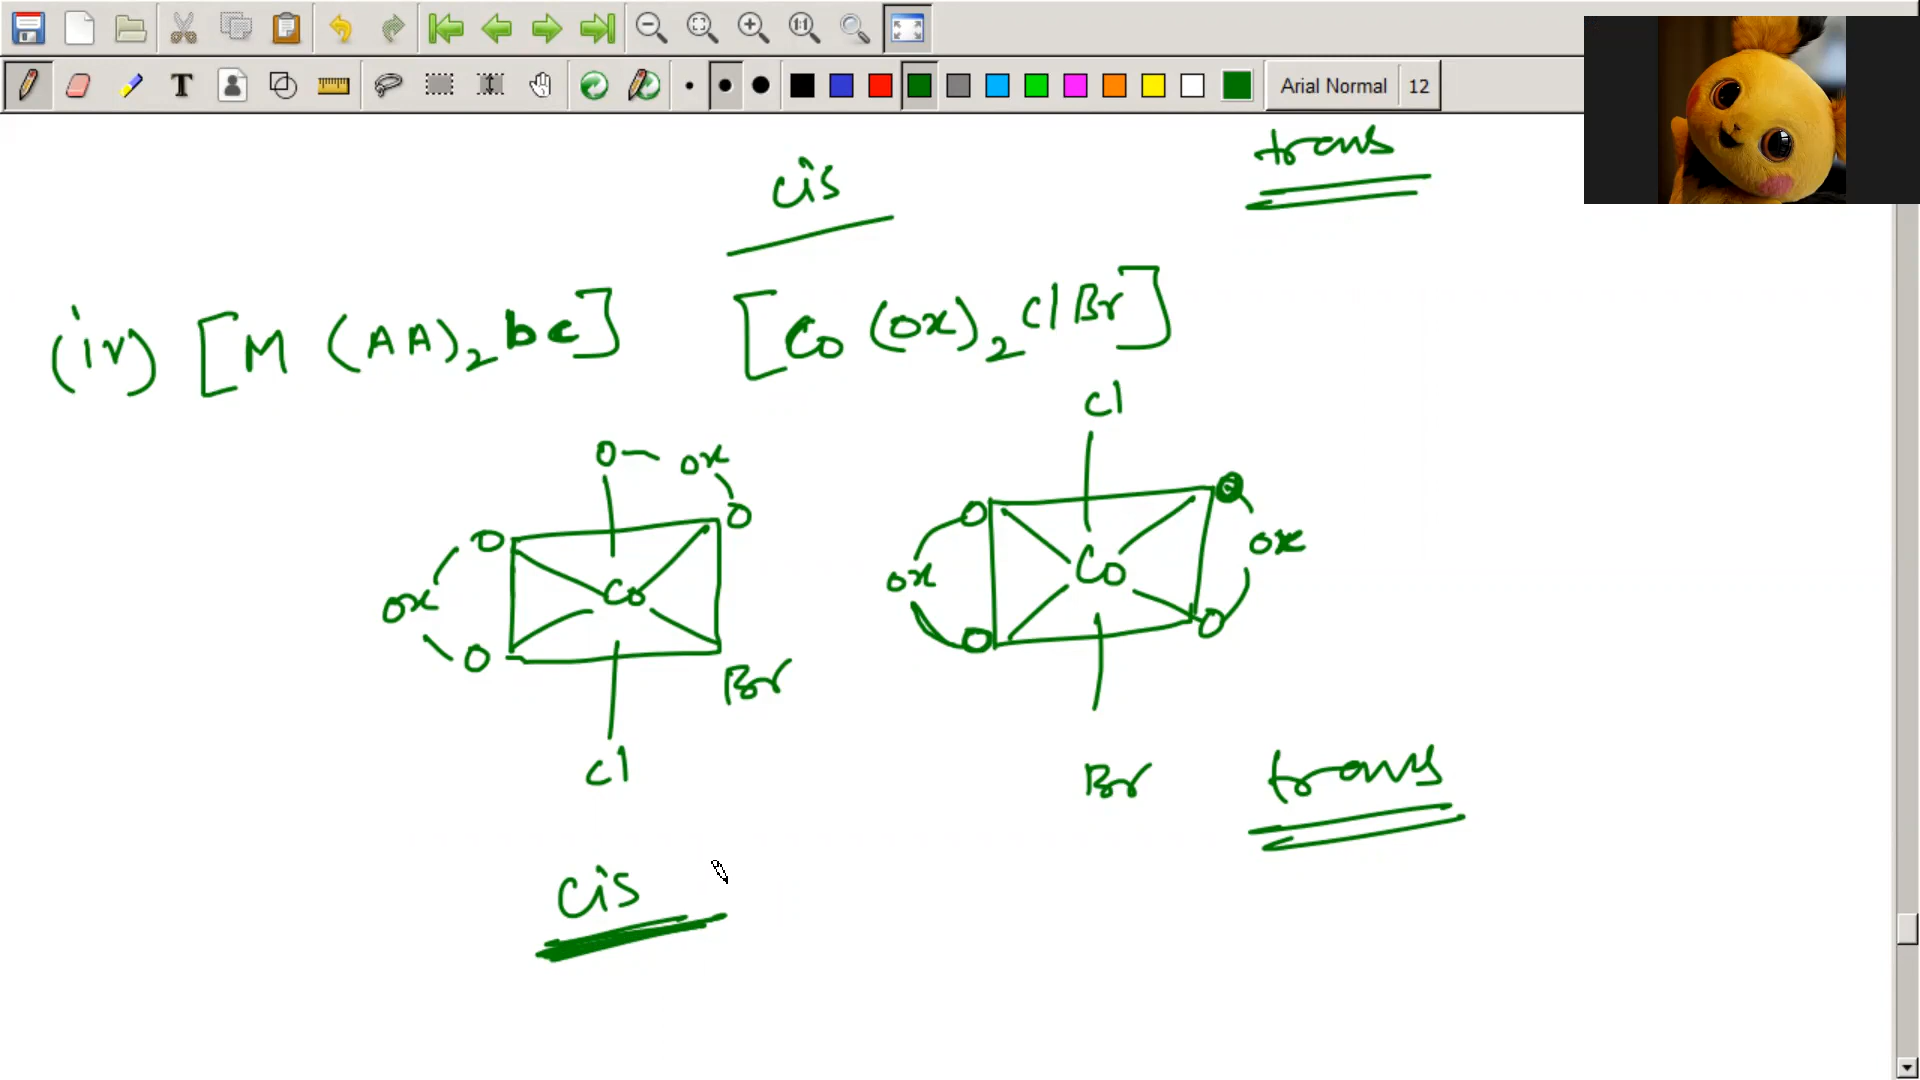 Arial Normal 12
cis
trans
(iv) [M (AA)₂ bc] [Co (ox)₂ Cl Br]
O ox O
O
Co
ox
O
Br
Cl
Cl
O O
ox Co ox
O O
Br
trans
cis